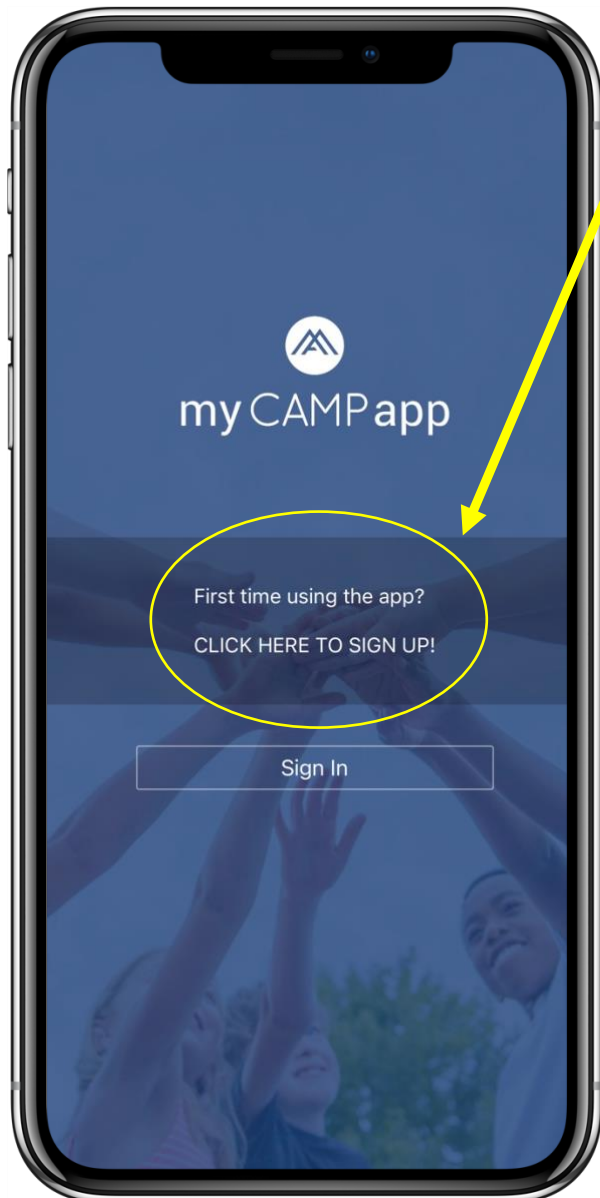 my CAMP app
First time using the app?
CLICK HERE TO SIGN UP!
Sign In